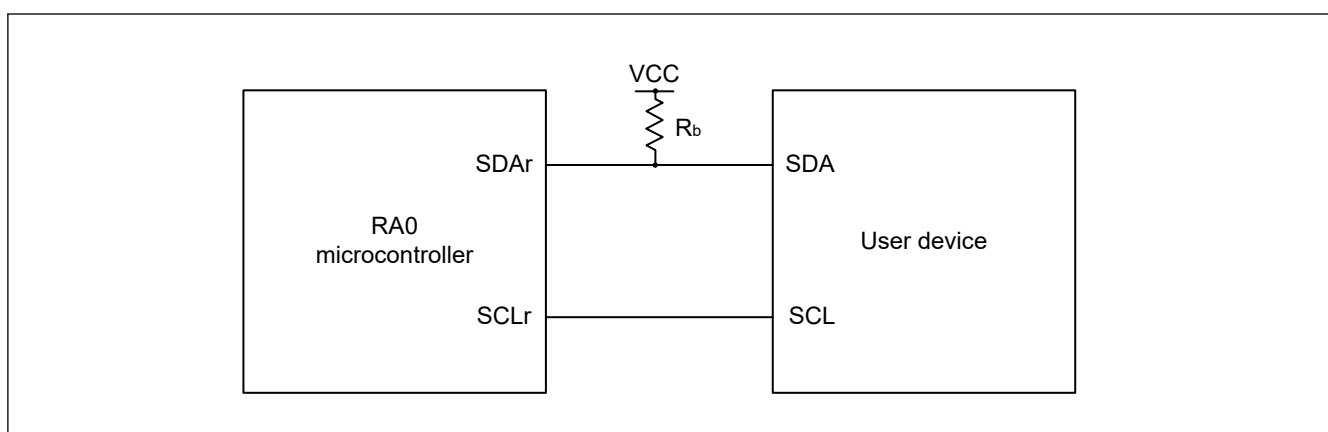 VCC
Rb
SDAr
SDA
RA0
microcontroller
User device
SCLr
SCL